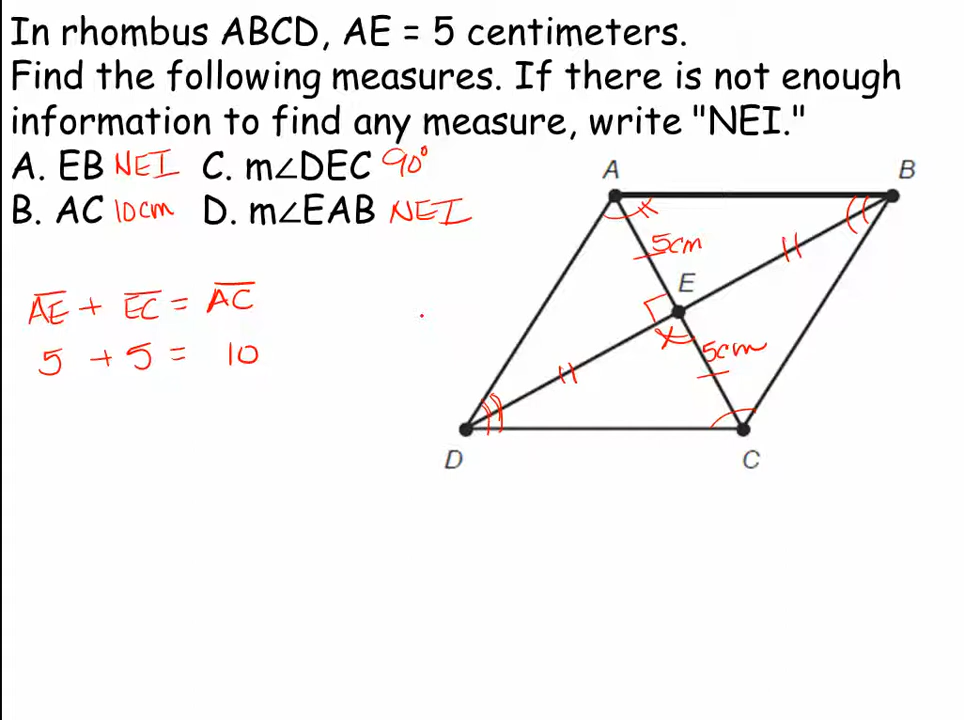 In rhombus ABCD, AE = 5 centimeters.
Find the following measures. If there is not enough
information to find any measure, write "NEI."
A. EB NEI C. m∠DEC 90°
B. AC 10cm D. m∠EAB NEI
A B
x
5cm
E
AE + EC = AC
5 + 5 = 10
x 5cm
D C